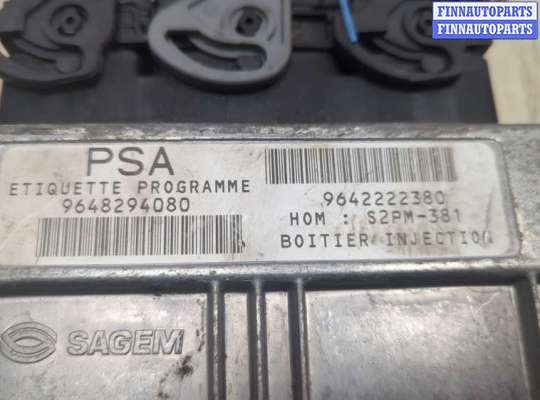 FINNAUTOPARTS
FINNAUTOPARTS
PSA
ETIQUETTE PROGRAMME
9648294080
9642222380
HOM : S2PM-381
BOITIER INJECTION
SAGEM